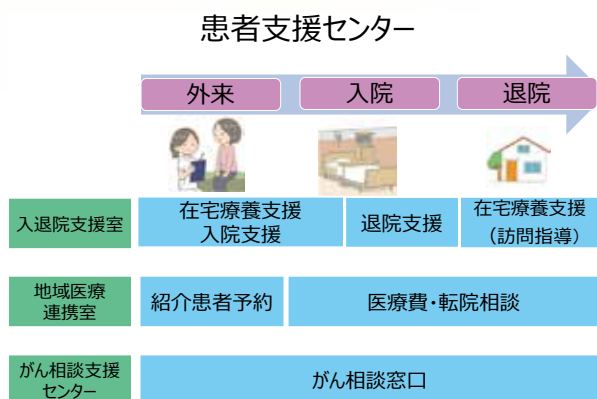 患者支援センター
外来
入院
退院
入退院支援室
在宅療養支援
入院支援
退院支援
在宅療養支援
（訪問指導）
地域医療
連携室
紹介患者予約
医療費・転院相談
がん相談支援
センター
がん相談窓口